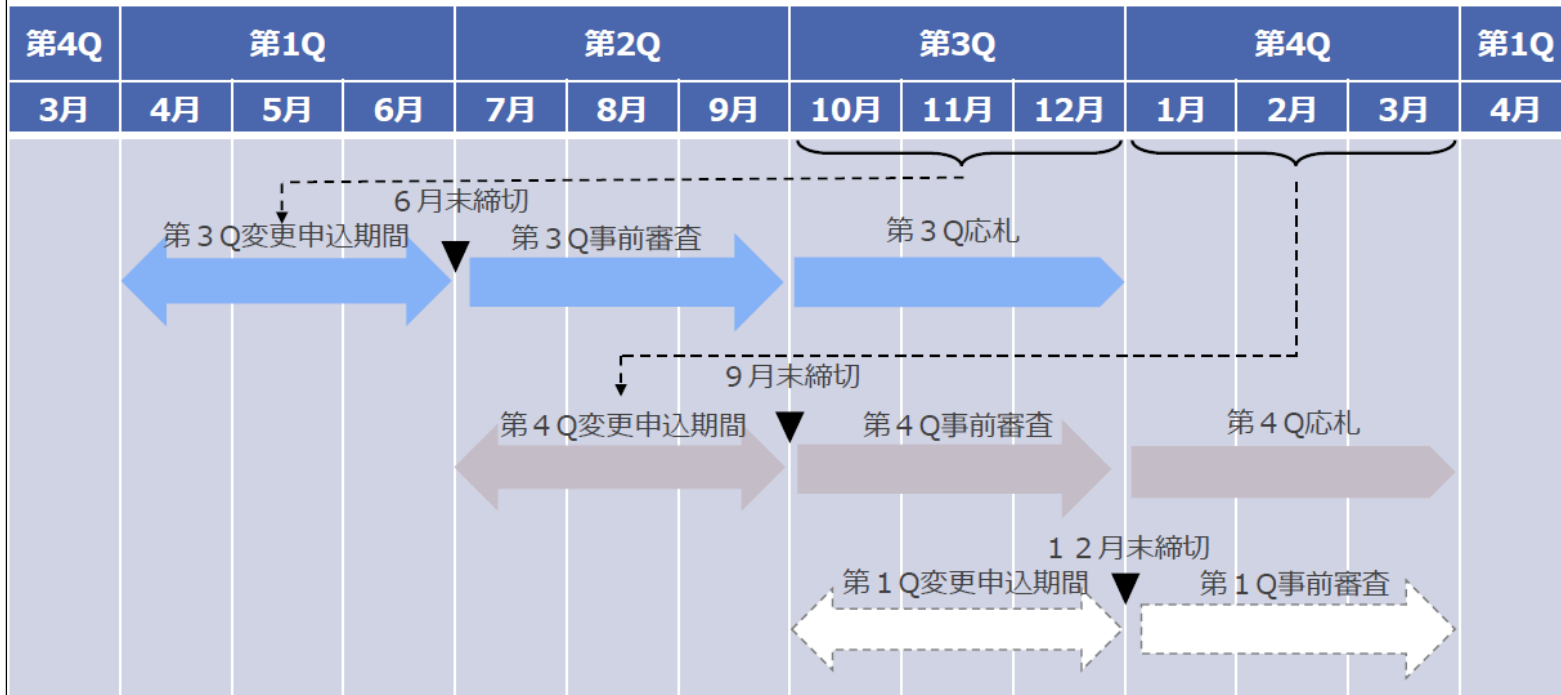 第4Q 第1Q 第2Q 第3Q 第4Q 第1Q
3月 4月 5月 6月 7月 8月 9月 10月 11月 12月 1月 2月 3月 4月
６月末締切
第３Q変更申込期間 第３Q事前審査 第３Q応札
９月末締切
第４Q変更申込期間 第４Q事前審査 第４Q応札
１２月末締切
第１Q変更申込期間 第１Q事前審査